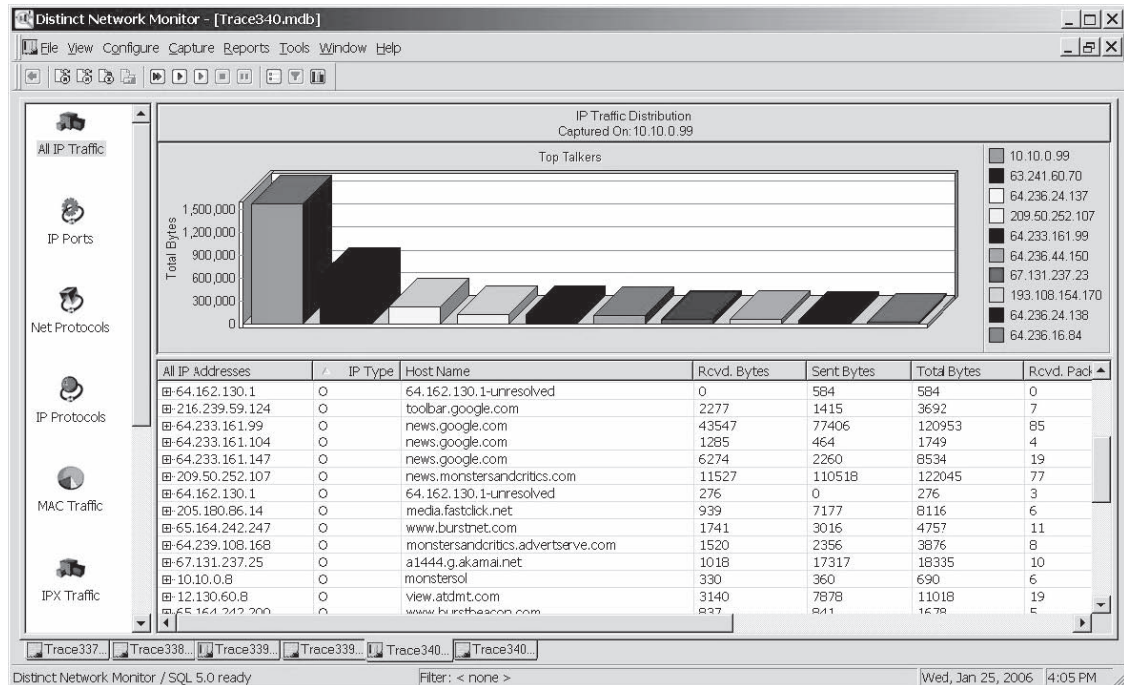 Distinct Network Monitor - [Trace340.mdb]
File View Configure Capture Reports Tools Window Help
All IP Traffic
IP Ports
Net Protocols
IP Protocols
MAC Traffic
IPX Traffic
IP Traffic Distribution
Captured On: 10.10.0.99
Top Talkers
Total Bytes
1,500,000
1,200,000
900,000
600,000
300,000
0
10.10.0.99
63.241.60.70
64.236.24.137
209.50.252.107
64.233.161.99
64.236.44.150
67.131.237.23
193.108.154.170
64.236.24.138
64.236.16.84
All IP Addresses IP Type Host Name Rcvd. Bytes Sent Bytes Total Bytes Rcvd. Pack
64.162.130.1 O 64.162.130.1-unresolved 0 584 584 0
216.239.59.124 O toolbar.google.com 2277 1415 3692 7
64.233.161.99 O news.google.com 43547 77406 120953 85
64.233.161.104 O news.google.com 1285 464 1749 4
64.233.161.147 O news.google.com 6274 2260 8534 19
209.50.252.107 O news.monstersandcritics.com 11527 110518 122045 77
64.162.130.1 O 64.162.130.1-unresolved 276 0 276 3
205.180.86.14 O media.fastclick.net 939 7177 8116 6
65.164.242.247 O www.burstnet.com 1741 3016 4757 11
64.239.108.168 O monstersandcritics.advertserve.com 1520 2356 3876 8
67.131.237.25 O a1444.g.akamai.net 1018 17317 18335 10
10.10.0.8 O monstersol 330 360 690 6
12.130.60.8 O view.atdmt.com 3140 7878 11018 19
65.164.242.200 O www.burstbeacon.com 837 841 1678 5
Trace337... Trace338... Trace339... Trace339... Trace340... Trace340...
Distinct Network Monitor / SQL 5.0 ready Filter: < none > Wed, Jan 25, 2006 4:05 PM